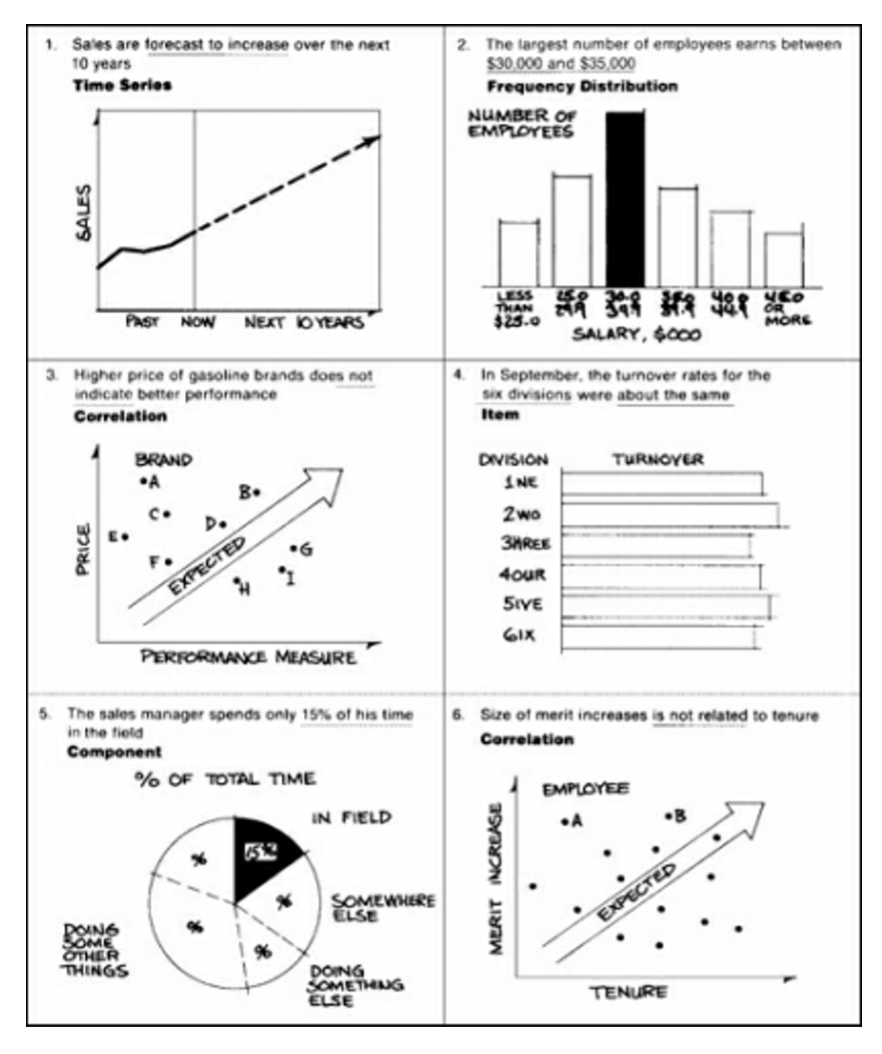 1. Sales are forecast to increase over the next
10 years
Time Series
SALES
PAST NOW NEXT 10 YEARS
2. The largest number of employees earns between
$30,000 and $35,000
Frequency Distribution
NUMBER OF
EMPLOYEES
LESS
THAN
$25.0
25.0
29.9
30.0
34.9
35.0
39.9
40.0
44.9
45.0
OR
MORE
SALARY, $000
3. Higher price of gasoline brands does not
indicate better performance
Correlation
BRAND
A
B
C
D
E
F
G
H
I
EXPECTED
PRICE
PERFORMANCE MEASURE
4. In September, the turnover rates for the
six divisions were about the same
Item
DIVISION TURNOVER
1NE
2WO
3HREE
4OUR
5IVE
6IX
5. The sales manager spends only 15% of his time
in the field
Component
% OF TOTAL TIME
IN FIELD
15%
%
%
%
%
SOMEWHERE
ELSE
DOING
SOME
OTHER
THINGS
DOING
SOMETHING
ELSE
6. Size of merit increases is not related to tenure
Correlation
EMPLOYEE
A
B
EXPECTED
MERIT INCREASE
TENURE